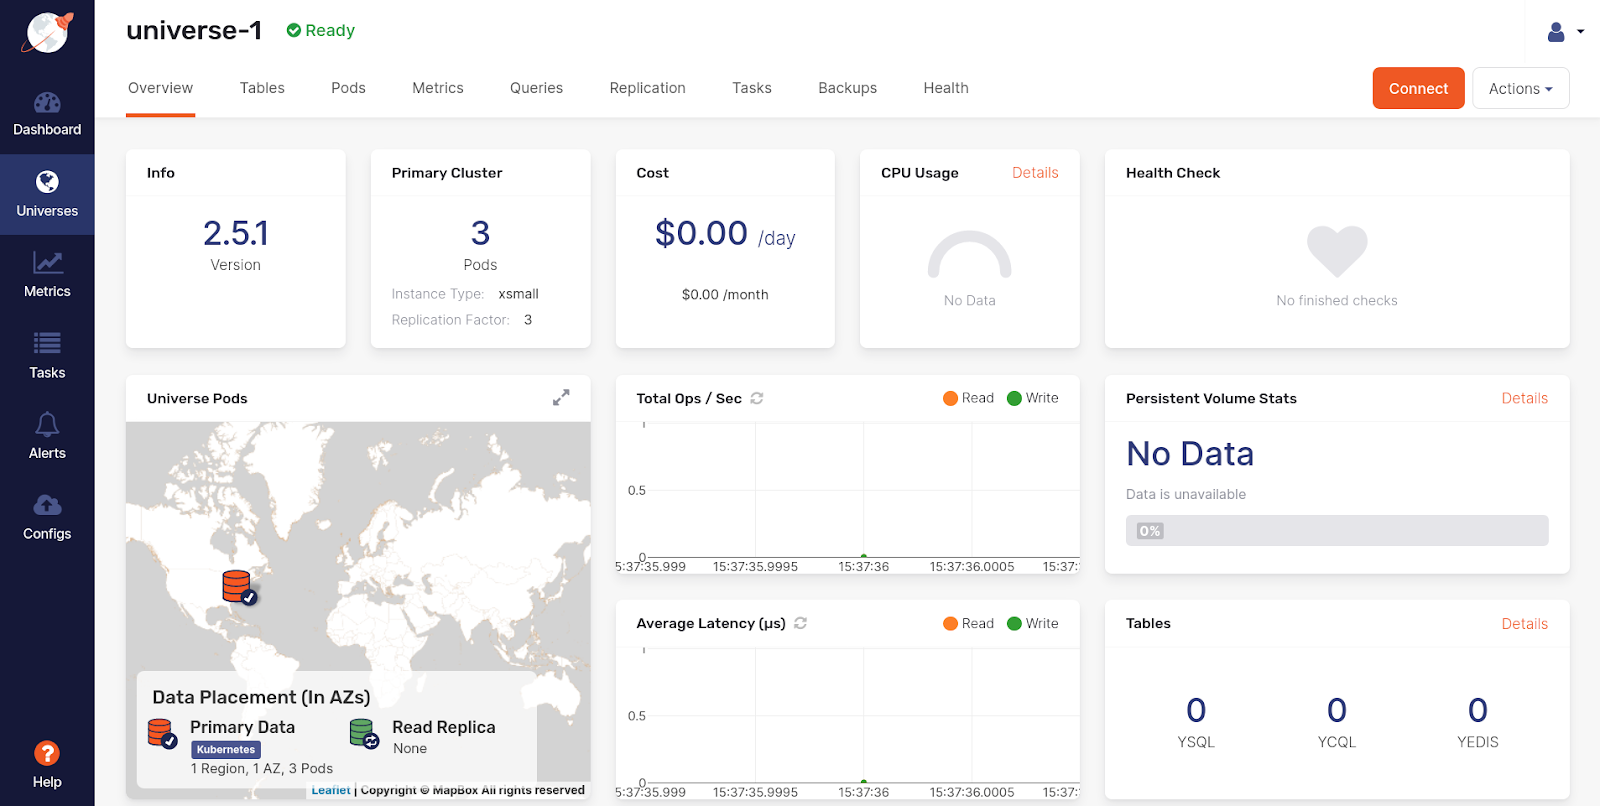 universe-1 Ready
Overview Tables Pods Metrics Queries Replication Tasks Backups Health Connect Actions
Dashboard
Universes
Metrics
Tasks
Alerts
Configs
Help
Info
2.5.1
Version
Primary Cluster
3
Pods
Instance Type: xsmall
Replication Factor: 3
Cost
$0.00 /day
$0.00 /month
CPU Usage Details
No Data
Health Check
No finished checks
Universe Pods
Data Placement (In AZs)
Primary Data
Kubernetes
1 Region, 1 AZ, 3 Pods
Read Replica
None
Leaflet | Copyright © MapBox All rights reserved
Total Ops / Sec Read Write
1
0.5
0
5:37:35.999 15:37:35.9995 15:37:36 15:37:36.0005 15:37:
Persistent Volume Stats Details
No Data
Data is unavailable
0%
Average Latency (µs) Read Write
1
0.5
0
5:37:35.999 15:37:35.9995 15:37:36 15:37:36.0005 15:37:
Tables Details
0 0 0
YSQL YCQL YEDIS